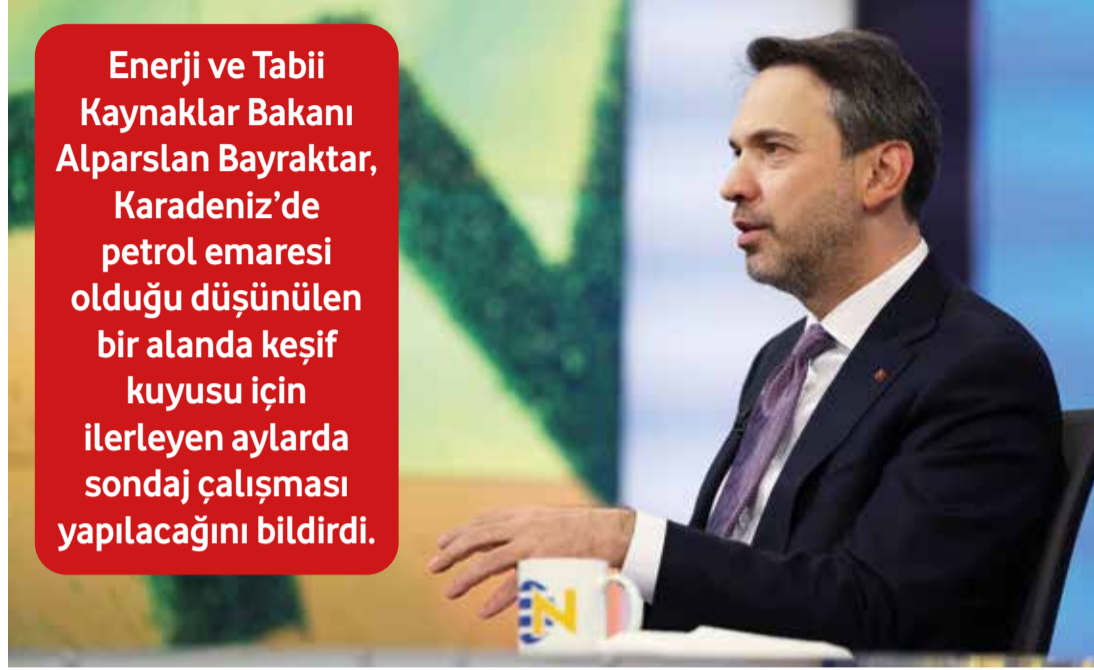 Enerji ve Tabii
Kaynaklar Bakanı
Alparslan Bayraktar,
Karadeniz’de
petrol emaresi
olduğu düşünülen
bir alanda keşif
kuyusu için
ilerleyen aylarda
sondaj çalışması
yapılacağını bildirdi.
N